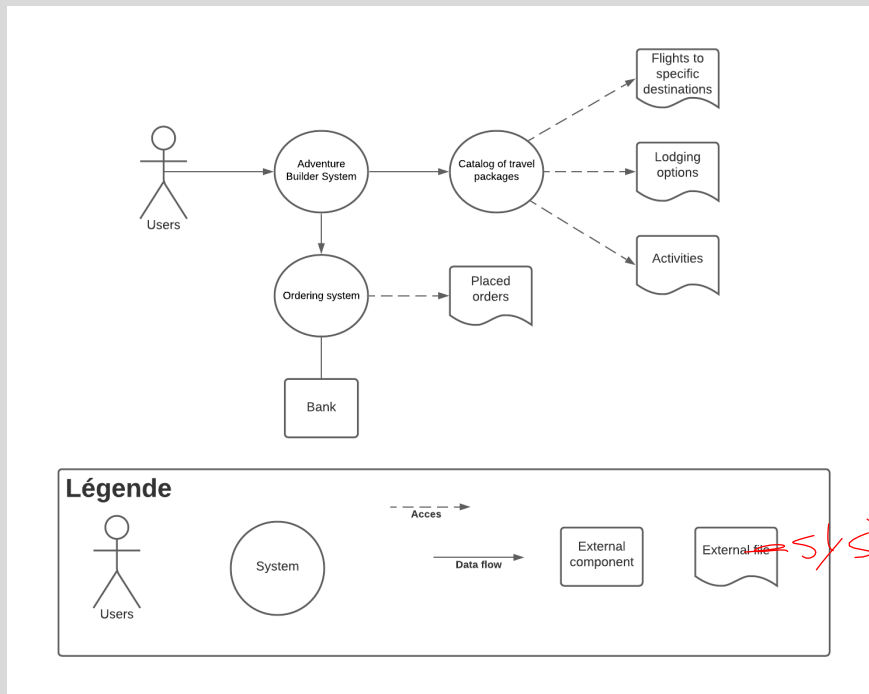 Flights to
specific
destinations
Adventure
Builder System
Catalog of travel
packages
Lodging
options
Users
Activities
Ordering system
Placed
orders
Bank
Légende
Acces
System
External
component
External file
Data flow
Users